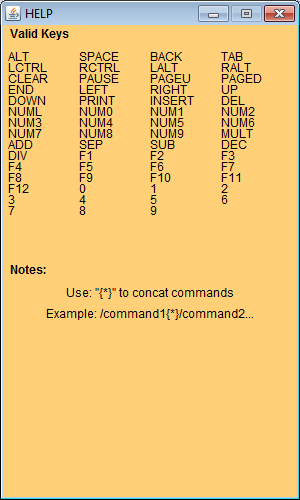 HELP
Valid Keys
ALT SPACE BACK TAB
LCTRL RCTRL LALT RALT
CLEAR PAUSE PAGEU PAGED
END LEFT RIGHT UP
DOWN PRINT INSERT DEL
NUML NUM0 NUM1 NUM2
NUM3 NUM4 NUM5 NUM6
NUM7 NUM8 NUM9 MULT
ADD SEP SUB DEC
DIV F1 F2 F3
F4 F5 F6 F7
F8 F9 F10 F11
F12 0 1 2
3 4 5 6
7 8 9
Notes:
Use: "{*}" to concat commands
Example: /command1{*}/command2...